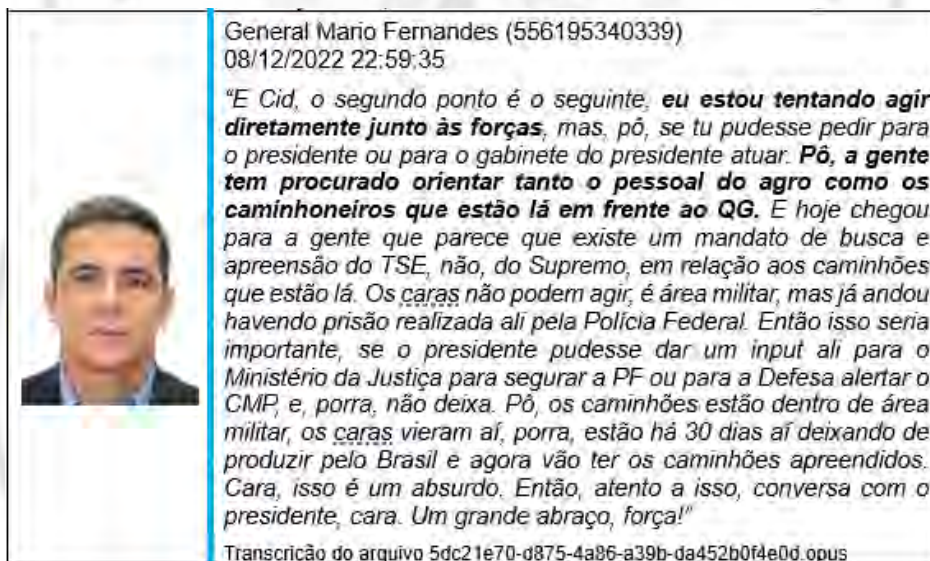 General Mario Fernandes (556195340339)
08/12/2022 22:59:35
“E Cid, o segundo ponto é o seguinte, eu estou tentando agir
diretamente junto às forças, mas, pô, se tu pudesse pedir para
o presidente ou para o gabinete do presidente atuar. Pô, a gente
tem procurado orientar tanto o pessoal do agro como os
caminhoneiros que estão lá em frente ao QG. E hoje chegou
para a gente que parece que existe um mandato de busca e
apreensão do TSE, não, do Supremo, em relação aos caminhões
que estão lá. Os caras não podem agir, é área militar, mas já andou
havendo prisão realizada ali pela Polícia Federal. Então isso seria
importante, se o presidente pudesse dar um input ali para o
Ministério da Justiça para segurar a PF ou para a Defesa alertar o
CMP, e, porra, não deixa. Pô, os caminhões estão dentro de área
militar, os caras vieram aí, porra, estão há 30 dias aí deixando de
produzir pelo Brasil e agora vão ter os caminhões apreendidos.
Cara, isso é um absurdo. Então, atento a isso, conversa com o
presidente, cara. Um grande abraço, força!”
Transcrição do arquivo 5dc21e70-d875-4a86-a39b-da452b0f4e0d.opus